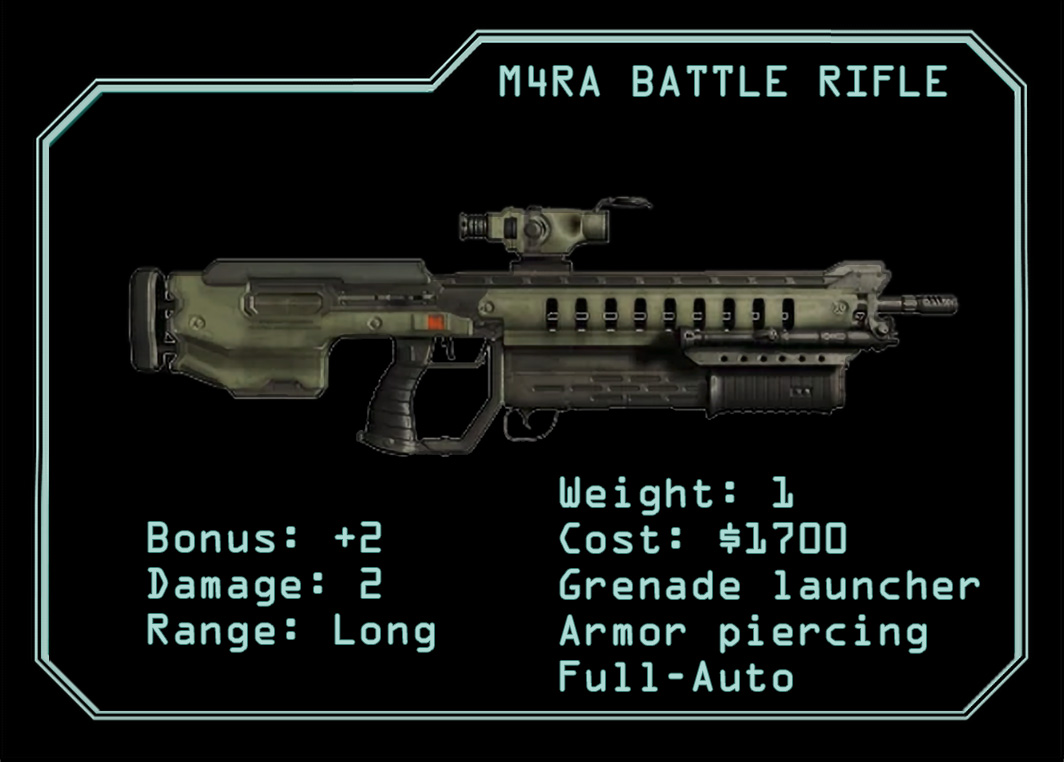 M4RA BATTLE RIFLE
Bonus: +2
Damage: 2
Range: Long
Weight: 1
Cost: $1700
Grenade launcher
Armor piercing
Full-Auto